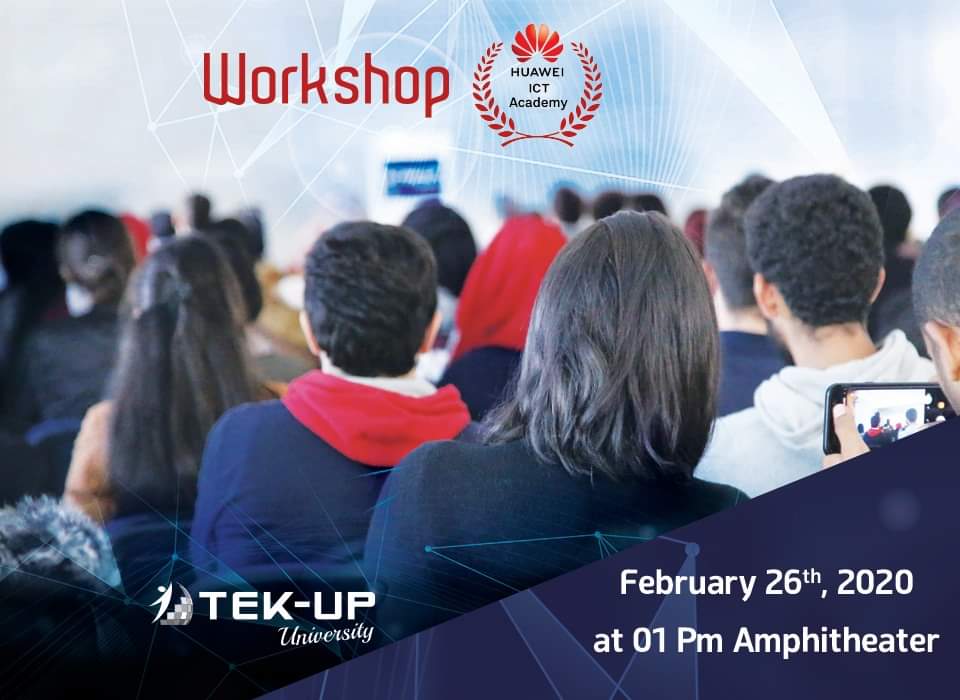 Workshop
HUAWEI
ICT
Academy
TEK-UP
University
February 26th, 2020
at 01 Pm Amphitheater